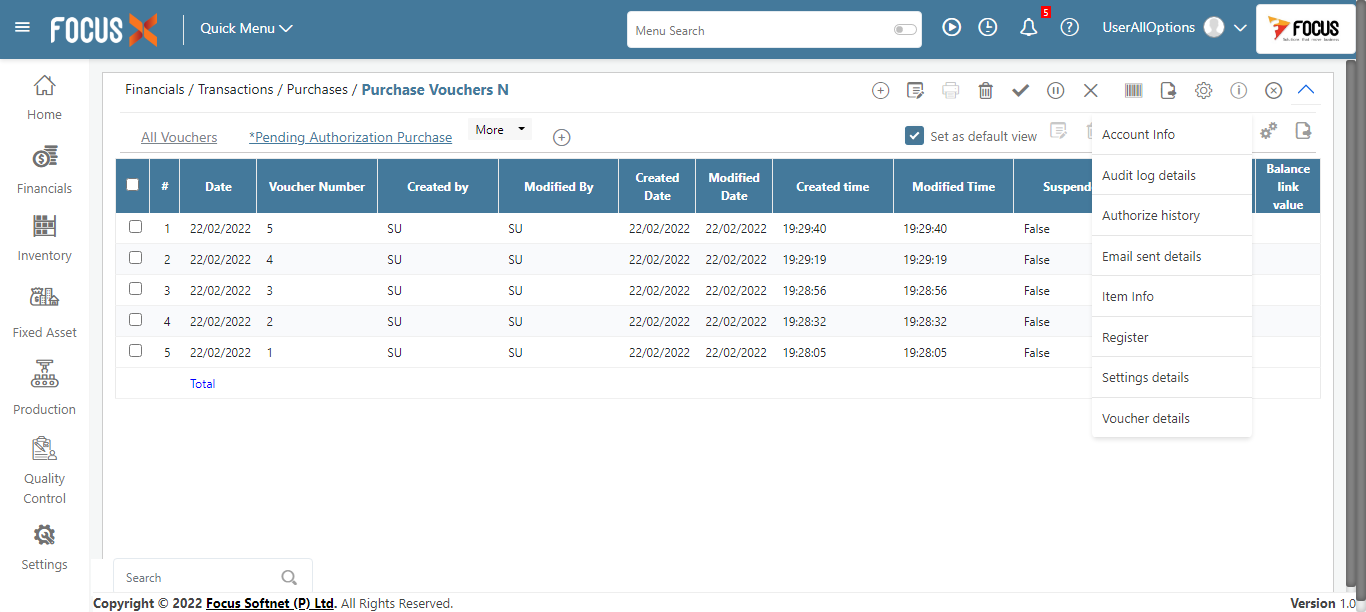 FOCUS X
Quick Menu
Menu Search
5
UserAllOptions
FOCUS
Home
Financials
Inventory
Fixed Asset
Production
Quality
Control
Settings
Financials / Transactions / Purchases / Purchase Vouchers N
All Vouchers *Pending Authorization Purchase More Set as default view
# Date Voucher Number Created by Modified By Created Date Modified Date Created time Modified Time Suspend Balance link value
1 22/02/2022 5 SU SU 22/02/2022 22/02/2022 19:29:40 19:29:40 False
2 22/02/2022 4 SU SU 22/02/2022 22/02/2022 19:29:19 19:29:19 False
3 22/02/2022 3 SU SU 22/02/2022 22/02/2022 19:28:56 19:28:56 False
4 22/02/2022 2 SU SU 22/02/2022 22/02/2022 19:28:32 19:28:32 False
5 22/02/2022 1 SU SU 22/02/2022 22/02/2022 19:28:05 19:28:05 False
Total
Account Info
Audit log details
Authorize history
Email sent details
Item Info
Register
Settings details
Voucher details
Search
Copyright © 2022 Focus Softnet (P) Ltd. All Rights Reserved.
Version 1.0